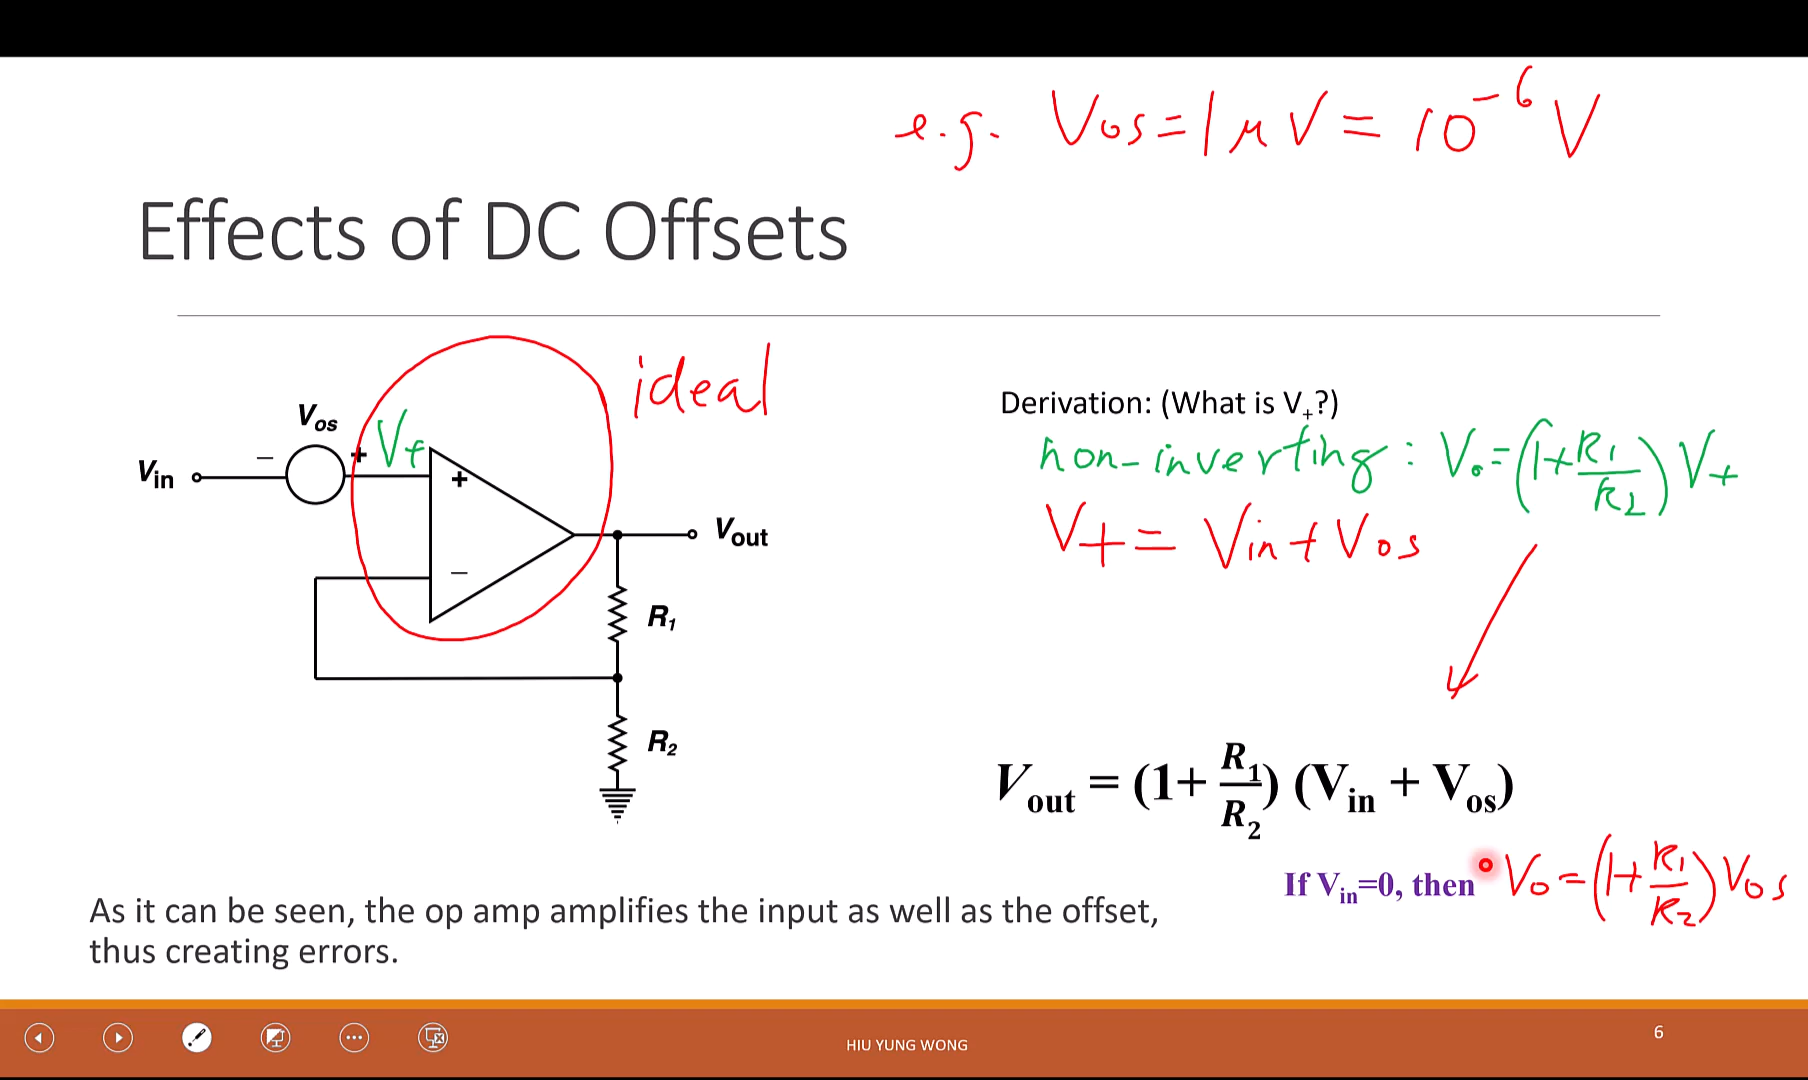 e.g. Vos = 1 μV = 10⁻⁶ V
Effects of DC Offsets
ideal
Vos
− + V+
Vin
+
−
Vout
R1
R2
Derivation: (What is V+?)
non-inverting: Vo = (1+R1/R2) V+
V+ = Vin + Vos
Vout = (1+ R1/R2) (Vin + Vos)
If Vin=0, then Vo = (1+R1/R2) Vos
As it can be seen, the op amp amplifies the input as well as the offset,
thus creating errors.
HIU YUNG WONG
6